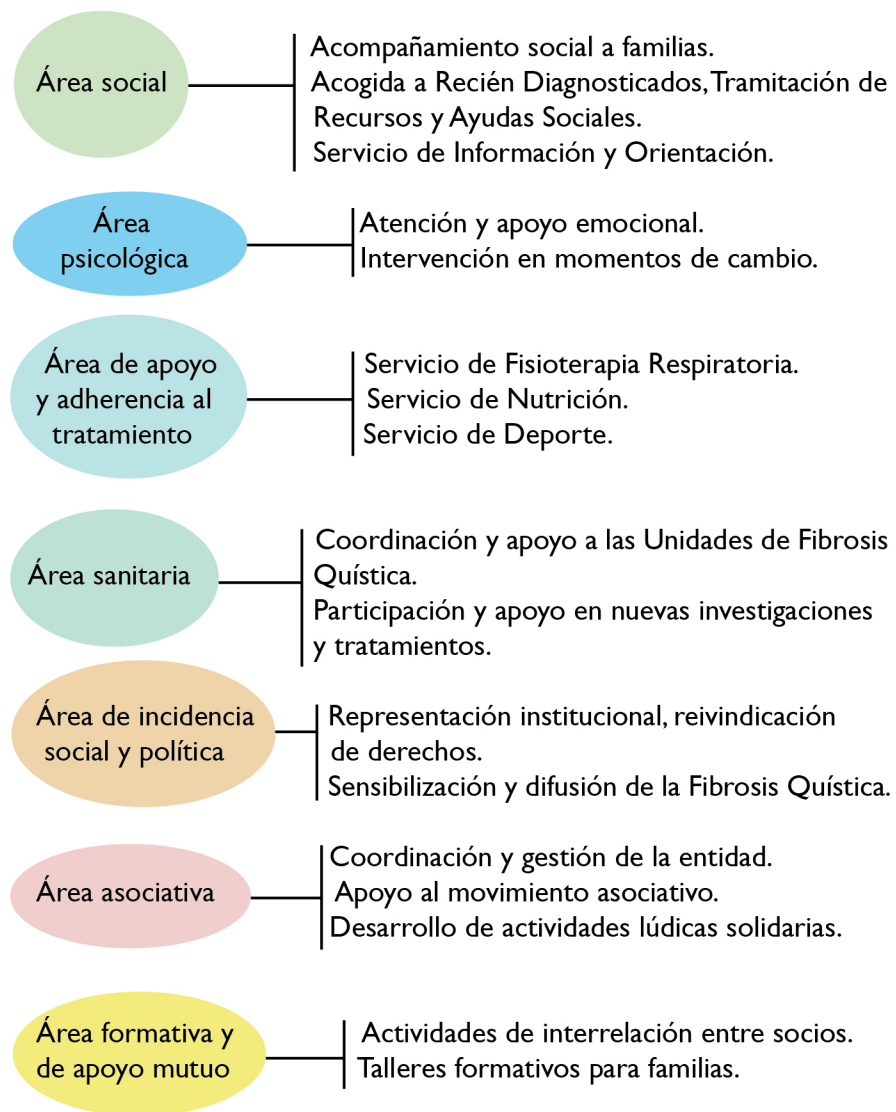 Área social
Acompañamiento social a familias.
Acogida a Recién Diagnosticados, Tramitación de
Recursos y Ayudas Sociales.
Servicio de Información y Orientación.
Área
psicológica
Atención y apoyo emocional.
Intervención en momentos de cambio.
Área de apoyo
y adherencia al
tratamiento
Servicio de Fisioterapia Respiratoria.
Servicio de Nutrición.
Servicio de Deporte.
Área sanitaria
Coordinación y apoyo a las Unidades de Fibrosis
Quística.
Participación y apoyo en nuevas investigaciones
y tratamientos.
Área de incidencia
social y política
Representación institucional, reivindicación
de derechos.
Sensibilización y difusión de la Fibrosis Quística.
Área asociativa
Coordinación y gestión de la entidad.
Apoyo al movimiento asociativo.
Desarrollo de actividades lúdicas solidarias.
Área formativa y
de apoyo mutuo
Actividades de interrelación entre socios.
Talleres formativos para familias.